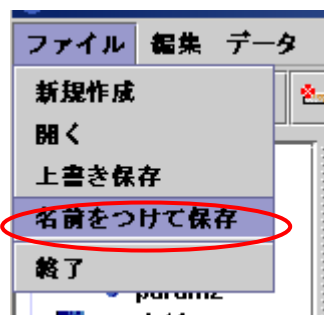 ファイル 編集 データ
新規作成
開く
上書き保存
名前をつけて保存
終了